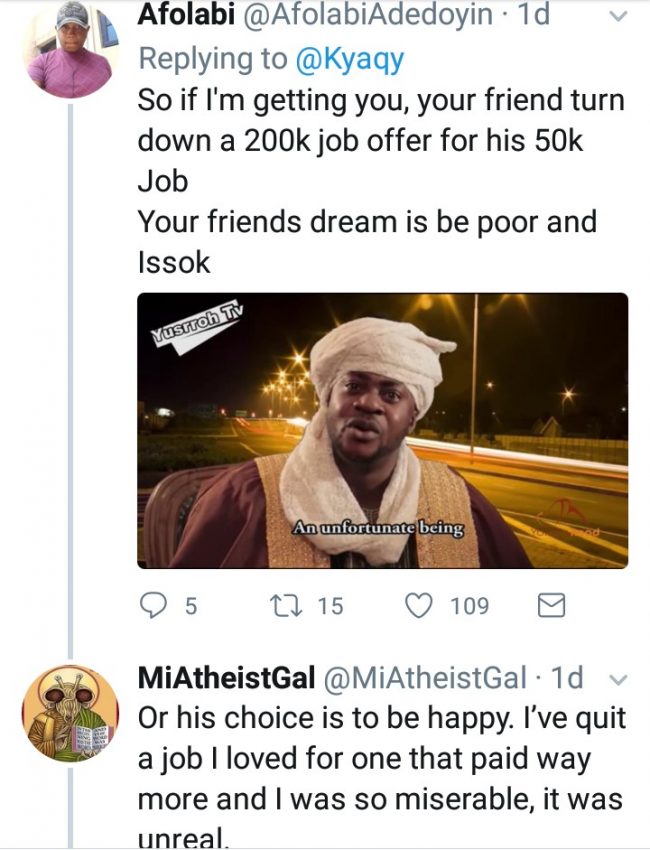 Afolabi @AfolabiAdedoyin · 1d
Replying to @Kyaqy
So if I'm getting you, your friend turn
down a 200k job offer for his 50k
Job
Your friends dream is be poor and
Issok
Yusrroh Tv
An unfortunate being
5 15 109
MiAtheistGal @MiAtheistGal · 1d
Or his choice is to be happy. I’ve quit
a job I loved for one that paid way
more and I was so miserable, it was
unreal.